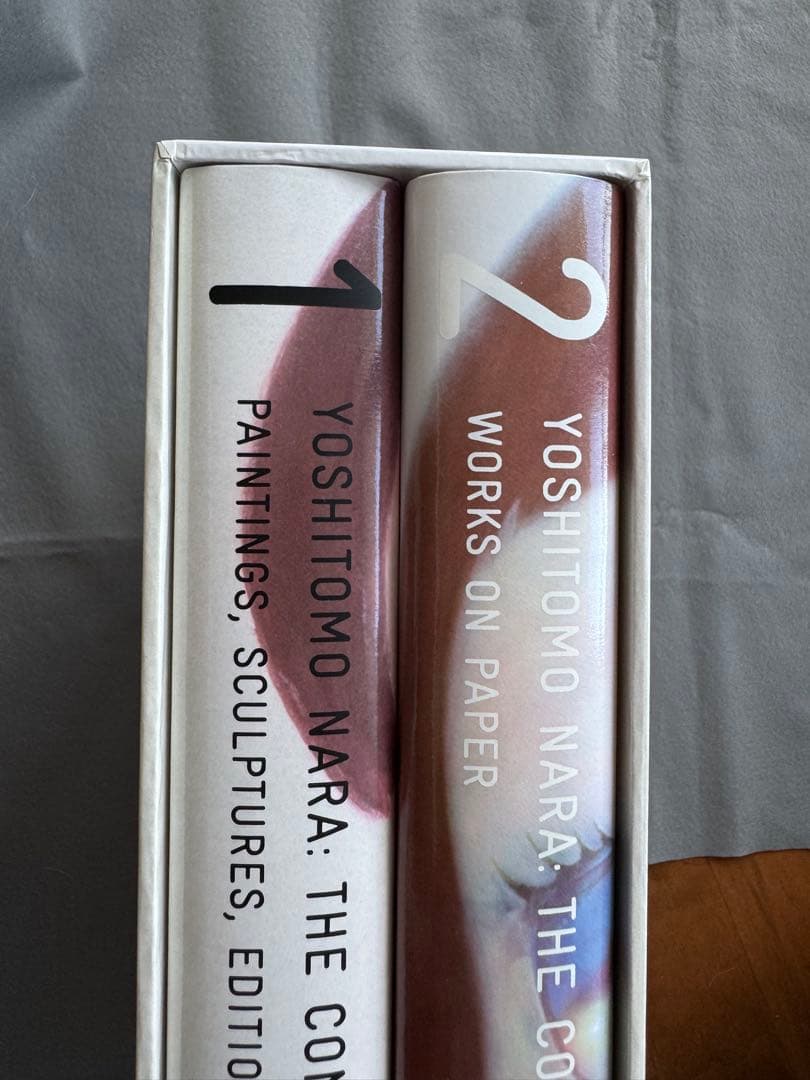 1
YOSHITOMO NARA: THE CO
PAINTINGS, SCULPTURES, EDITIO
2
YOSHITOMO NARA: THE CO
WORKS ON PAPER